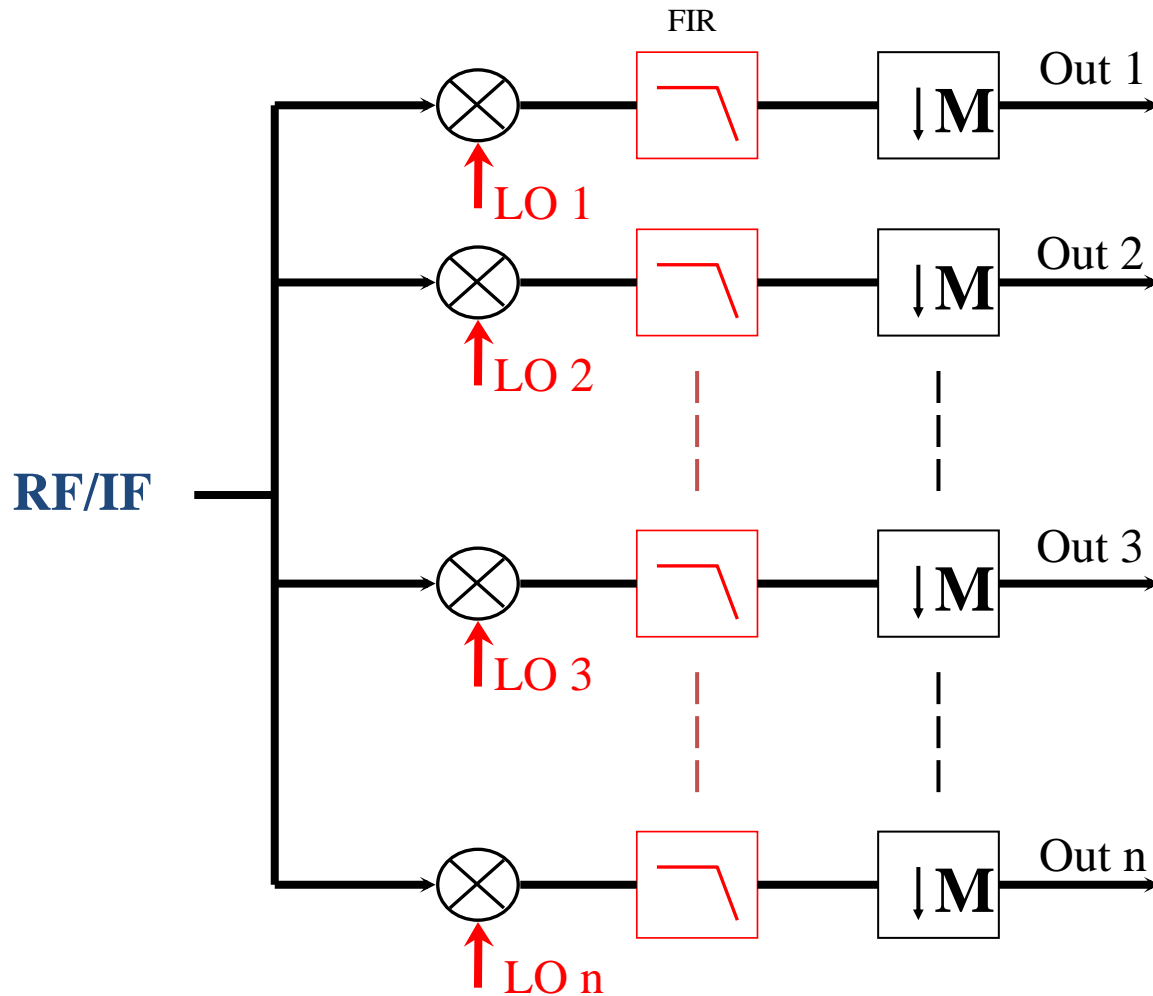 FIR
Out 1
↓M
LO 1
Out 2
↓M
LO 2
RF/IF
Out 3
↓M
LO 3
Out n
↓M
LO n